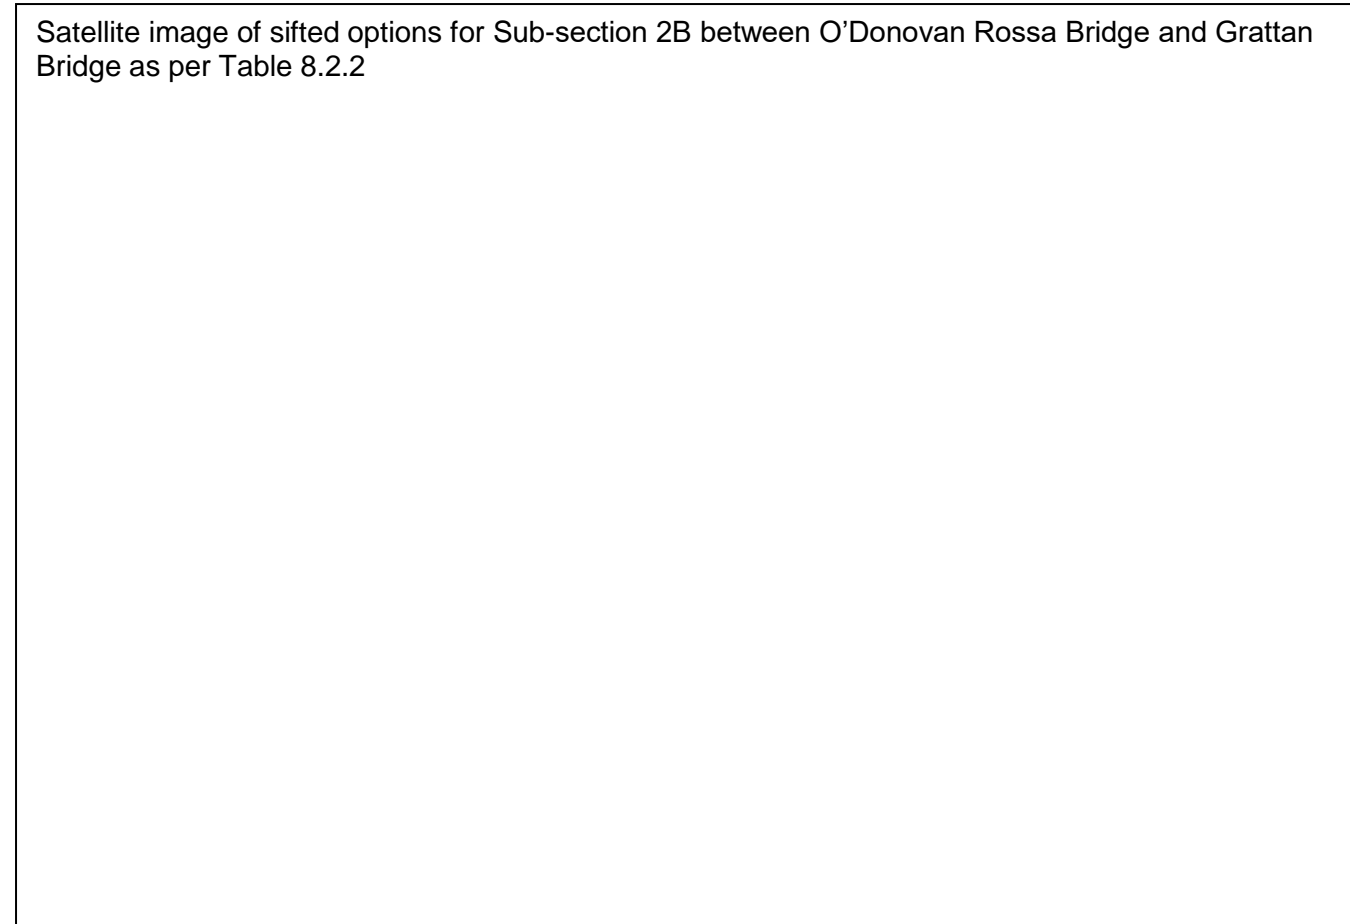 Satellite image of sifted options for Sub-section 2B between O’Donovan Rossa Bridge and Grattan
Bridge as per Table 8.2.2